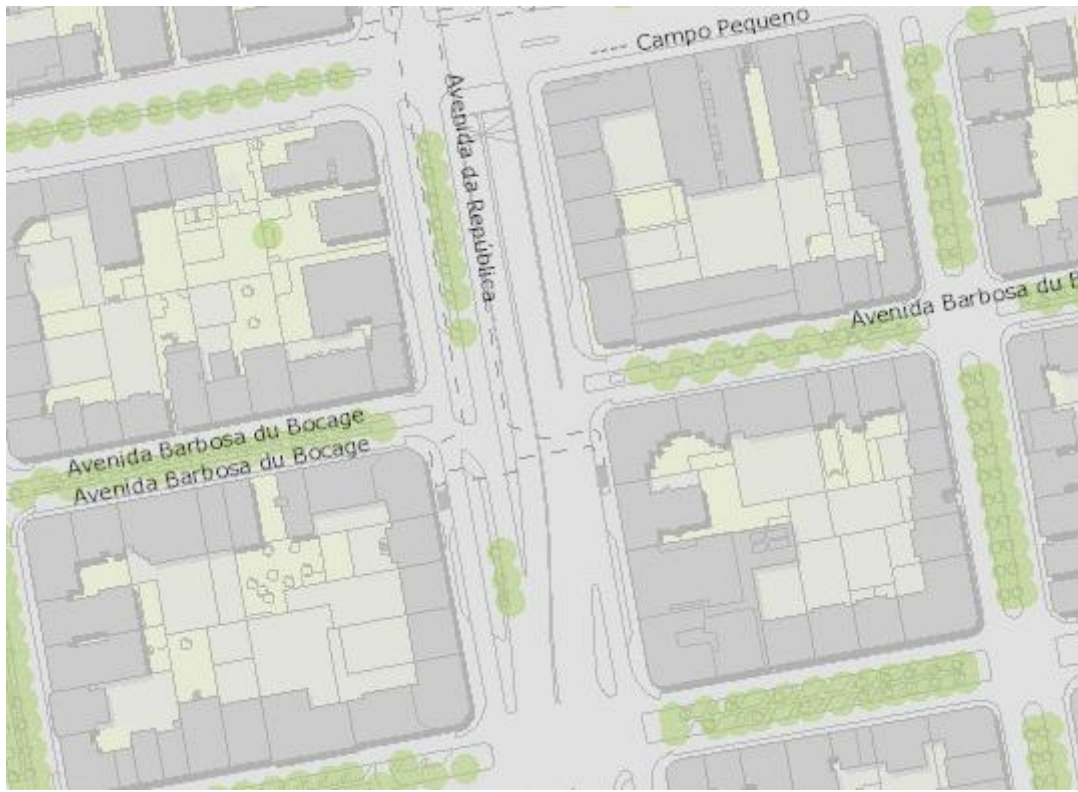 Campo Pequeno
Avenida da República
Avenida Barbosa du B
Avenida Barbosa du Bocage
Avenida Barbosa du Bocage